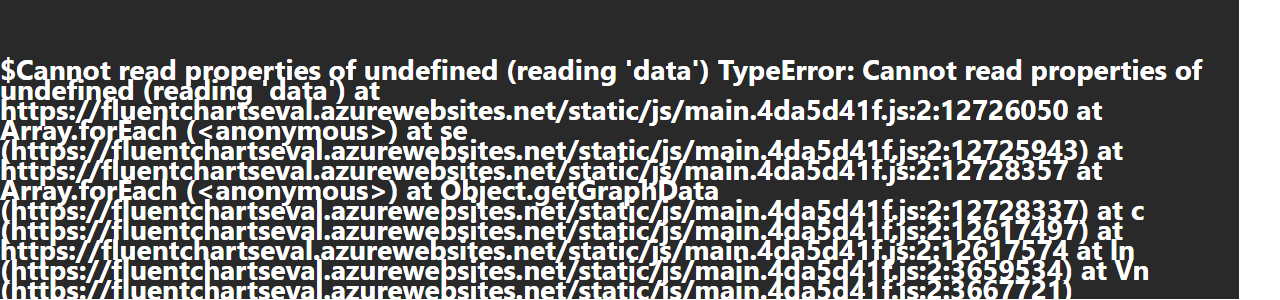 $Cannot read properties of undefined (reading 'data') TypeError: Cannot read properties of
undefined (reading 'data') at
https://fluentchartseval.azurewebsites.net/static/js/main.4da5d41f.js:2:12726050 at
Array.forEach (<anonymous>) at se
(https://fluentchartseval.azurewebsites.net/static/js/main.4da5d41f.js:2:12725943) at
https://fluentchartseval.azurewebsites.net/static/js/main.4da5d41f.js:2:12728357 at
Array.forEach (<anonymous>) at Object.getGraphData
(https://fluentchartseval.azurewebsites.net/static/js/main.4da5d41f.js:2:12728337) at c
(https://fluentchartseval.azurewebsites.net/static/js/main.4da5d41f.js:2:12617497) at
https://fluentchartseval.azurewebsites.net/static/js/main.4da5d41f.js:2:12617574 at In
(https://fluentchartseval.azurewebsites.net/static/js/main.4da5d41f.js:2:3659534) at Vn
(https://fluentchartseval.azurewebsites.net/static/js/main.4da5d41f.js:2:3667721)